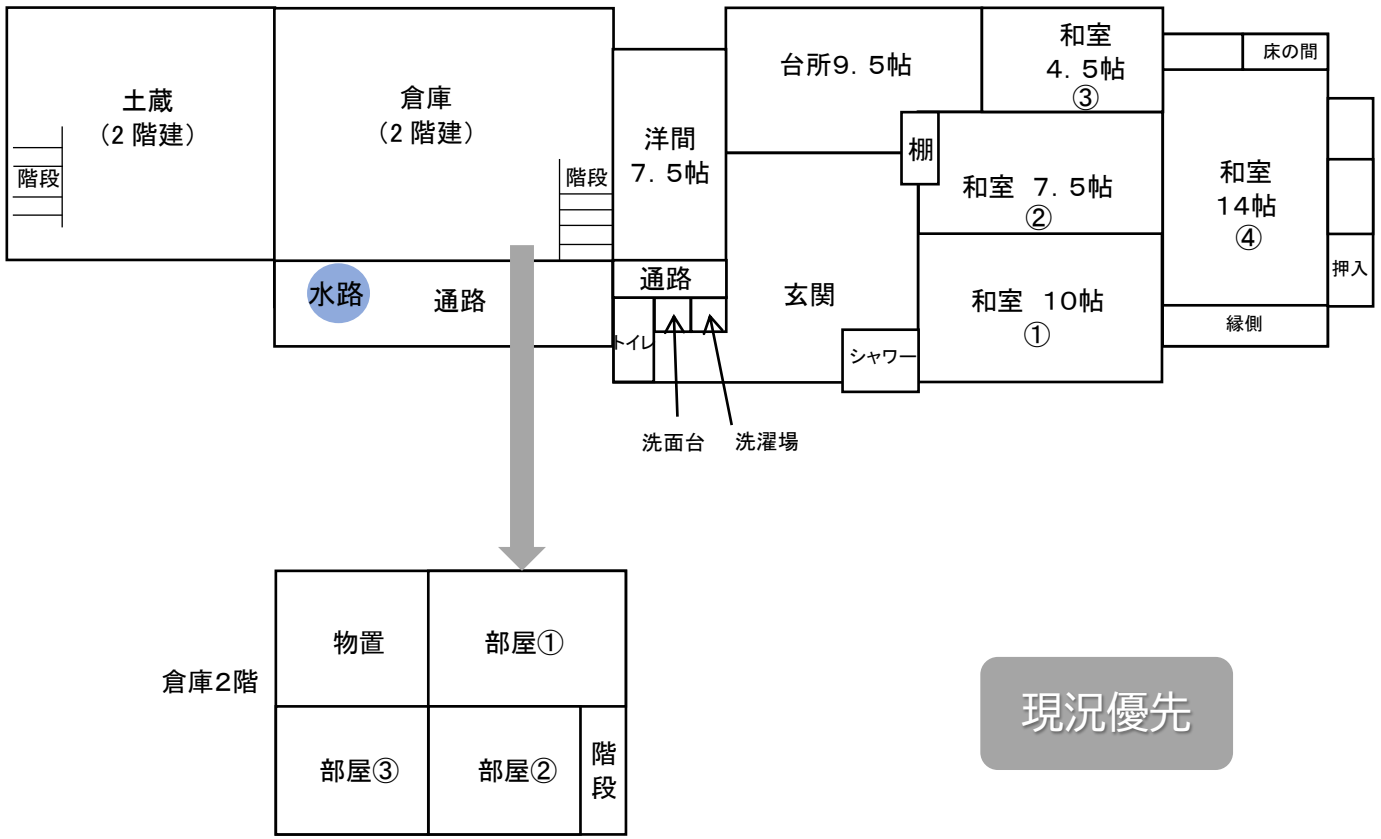 土蔵
(2階建)
階段
倉庫
(2階建)
階段
水路
通路
洋間
7.5帖
通路
トイレ
洗面台
洗濯場
台所9.5帖
棚
玄関
シャワー
和室
4.5帖
③
和室 7.5帖
②
和室 10帖
①
床の間
和室
14帖
④
押入
縁側
倉庫2階
物置
部屋①
部屋③
部屋②
階
段
現況優先